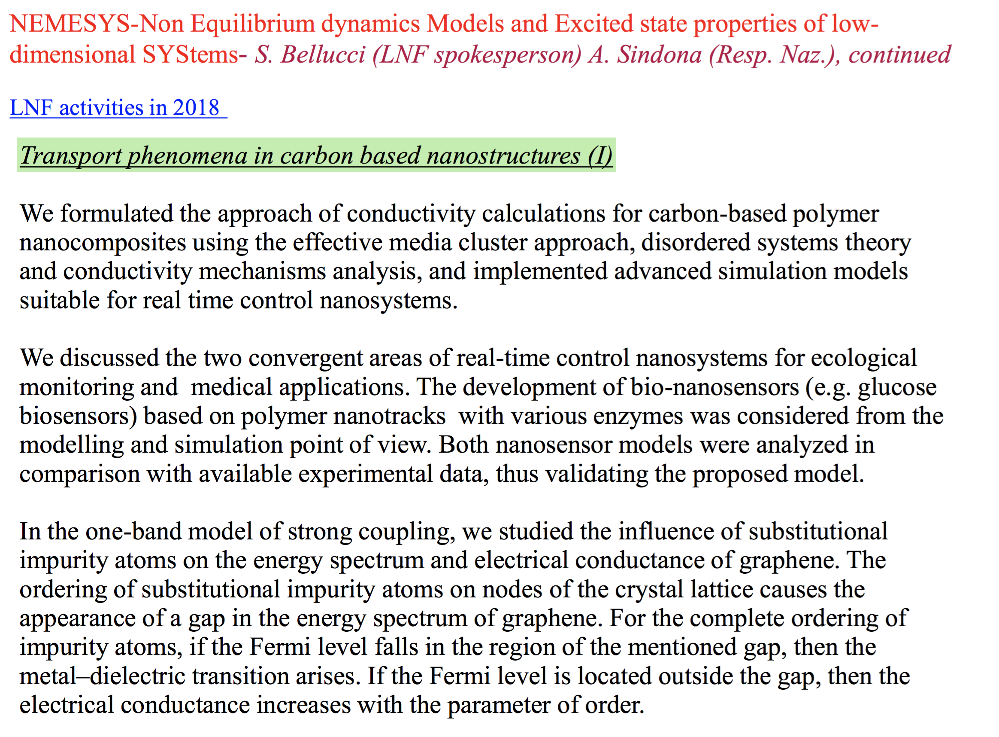 NEMESYS-Non Equilibrium dynamics Models and Excited state properties of low-
dimensional SYStems- S. Bellucci (LNF spokesperson) A. Sindona (Resp. Naz.), continued
LNF activities in 2018
Transport phenomena in carbon based nanostructures (I)
We formulated the approach of conductivity calculations for carbon-based polymer
nanocomposites using the effective media cluster approach, disordered systems theory
and conductivity mechanisms analysis, and implemented advanced simulation models
suitable for real time control nanosystems.
We discussed the two convergent areas of real-time control nanosystems for ecological
monitoring and  medical applications. The development of bio-nanosensors (e.g. glucose
biosensors) based on polymer nanotracks  with various enzymes was considered from the
modelling and simulation point of view. Both nanosensor models were analyzed in
comparison with available experimental data, thus validating the proposed model.
In the one-band model of strong coupling, we studied the influence of substitutional
impurity atoms on the energy spectrum and electrical conductance of graphene. The
ordering of substitutional impurity atoms on nodes of the crystal lattice causes the
appearance of a gap in the energy spectrum of graphene. For the complete ordering of
impurity atoms, if the Fermi level falls in the region of the mentioned gap, then the
metal–dielectric transition arises. If the Fermi level is located outside the gap, then the
electrical conductance increases with the parameter of order.